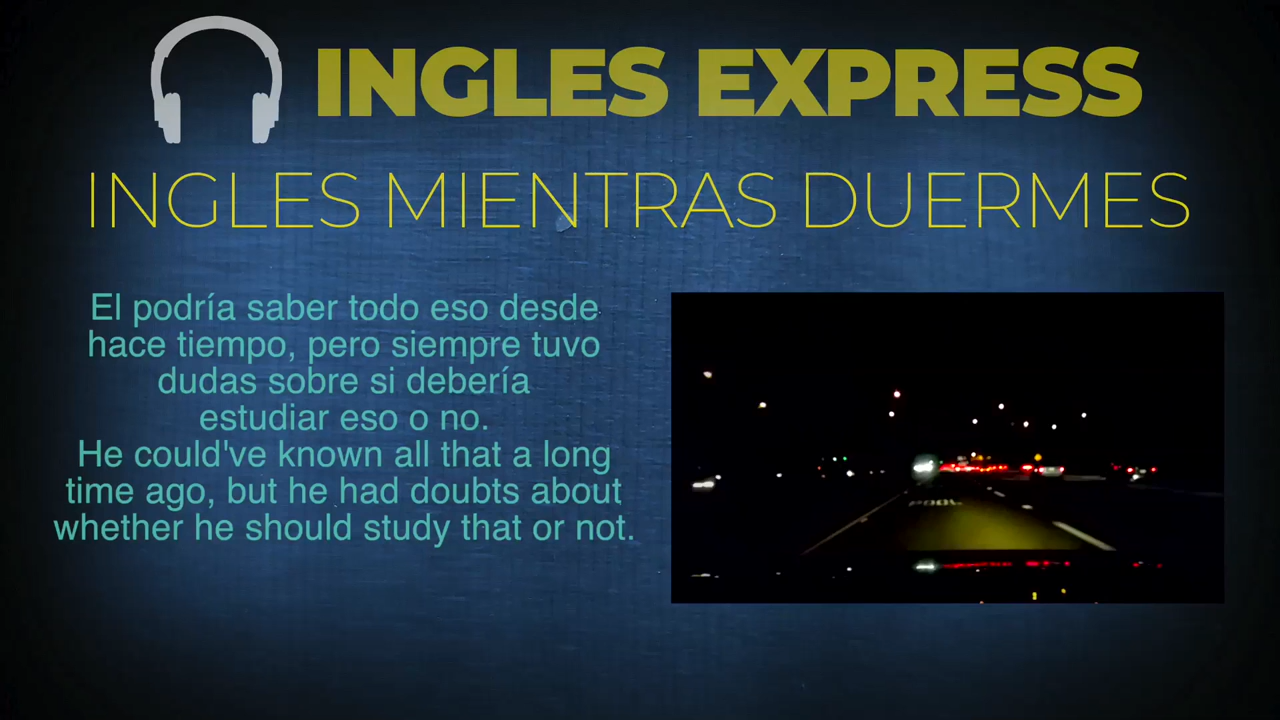 INGLES EXPRESS
INGLES MIENTRAS DUERMES
El podría saber todo eso desde
hace tiempo, pero siempre tuvo
dudas sobre si debería
estudiar eso o no.
He could've known all that a long
time ago, but he had doubts about
whether he should study that or not.
POOL